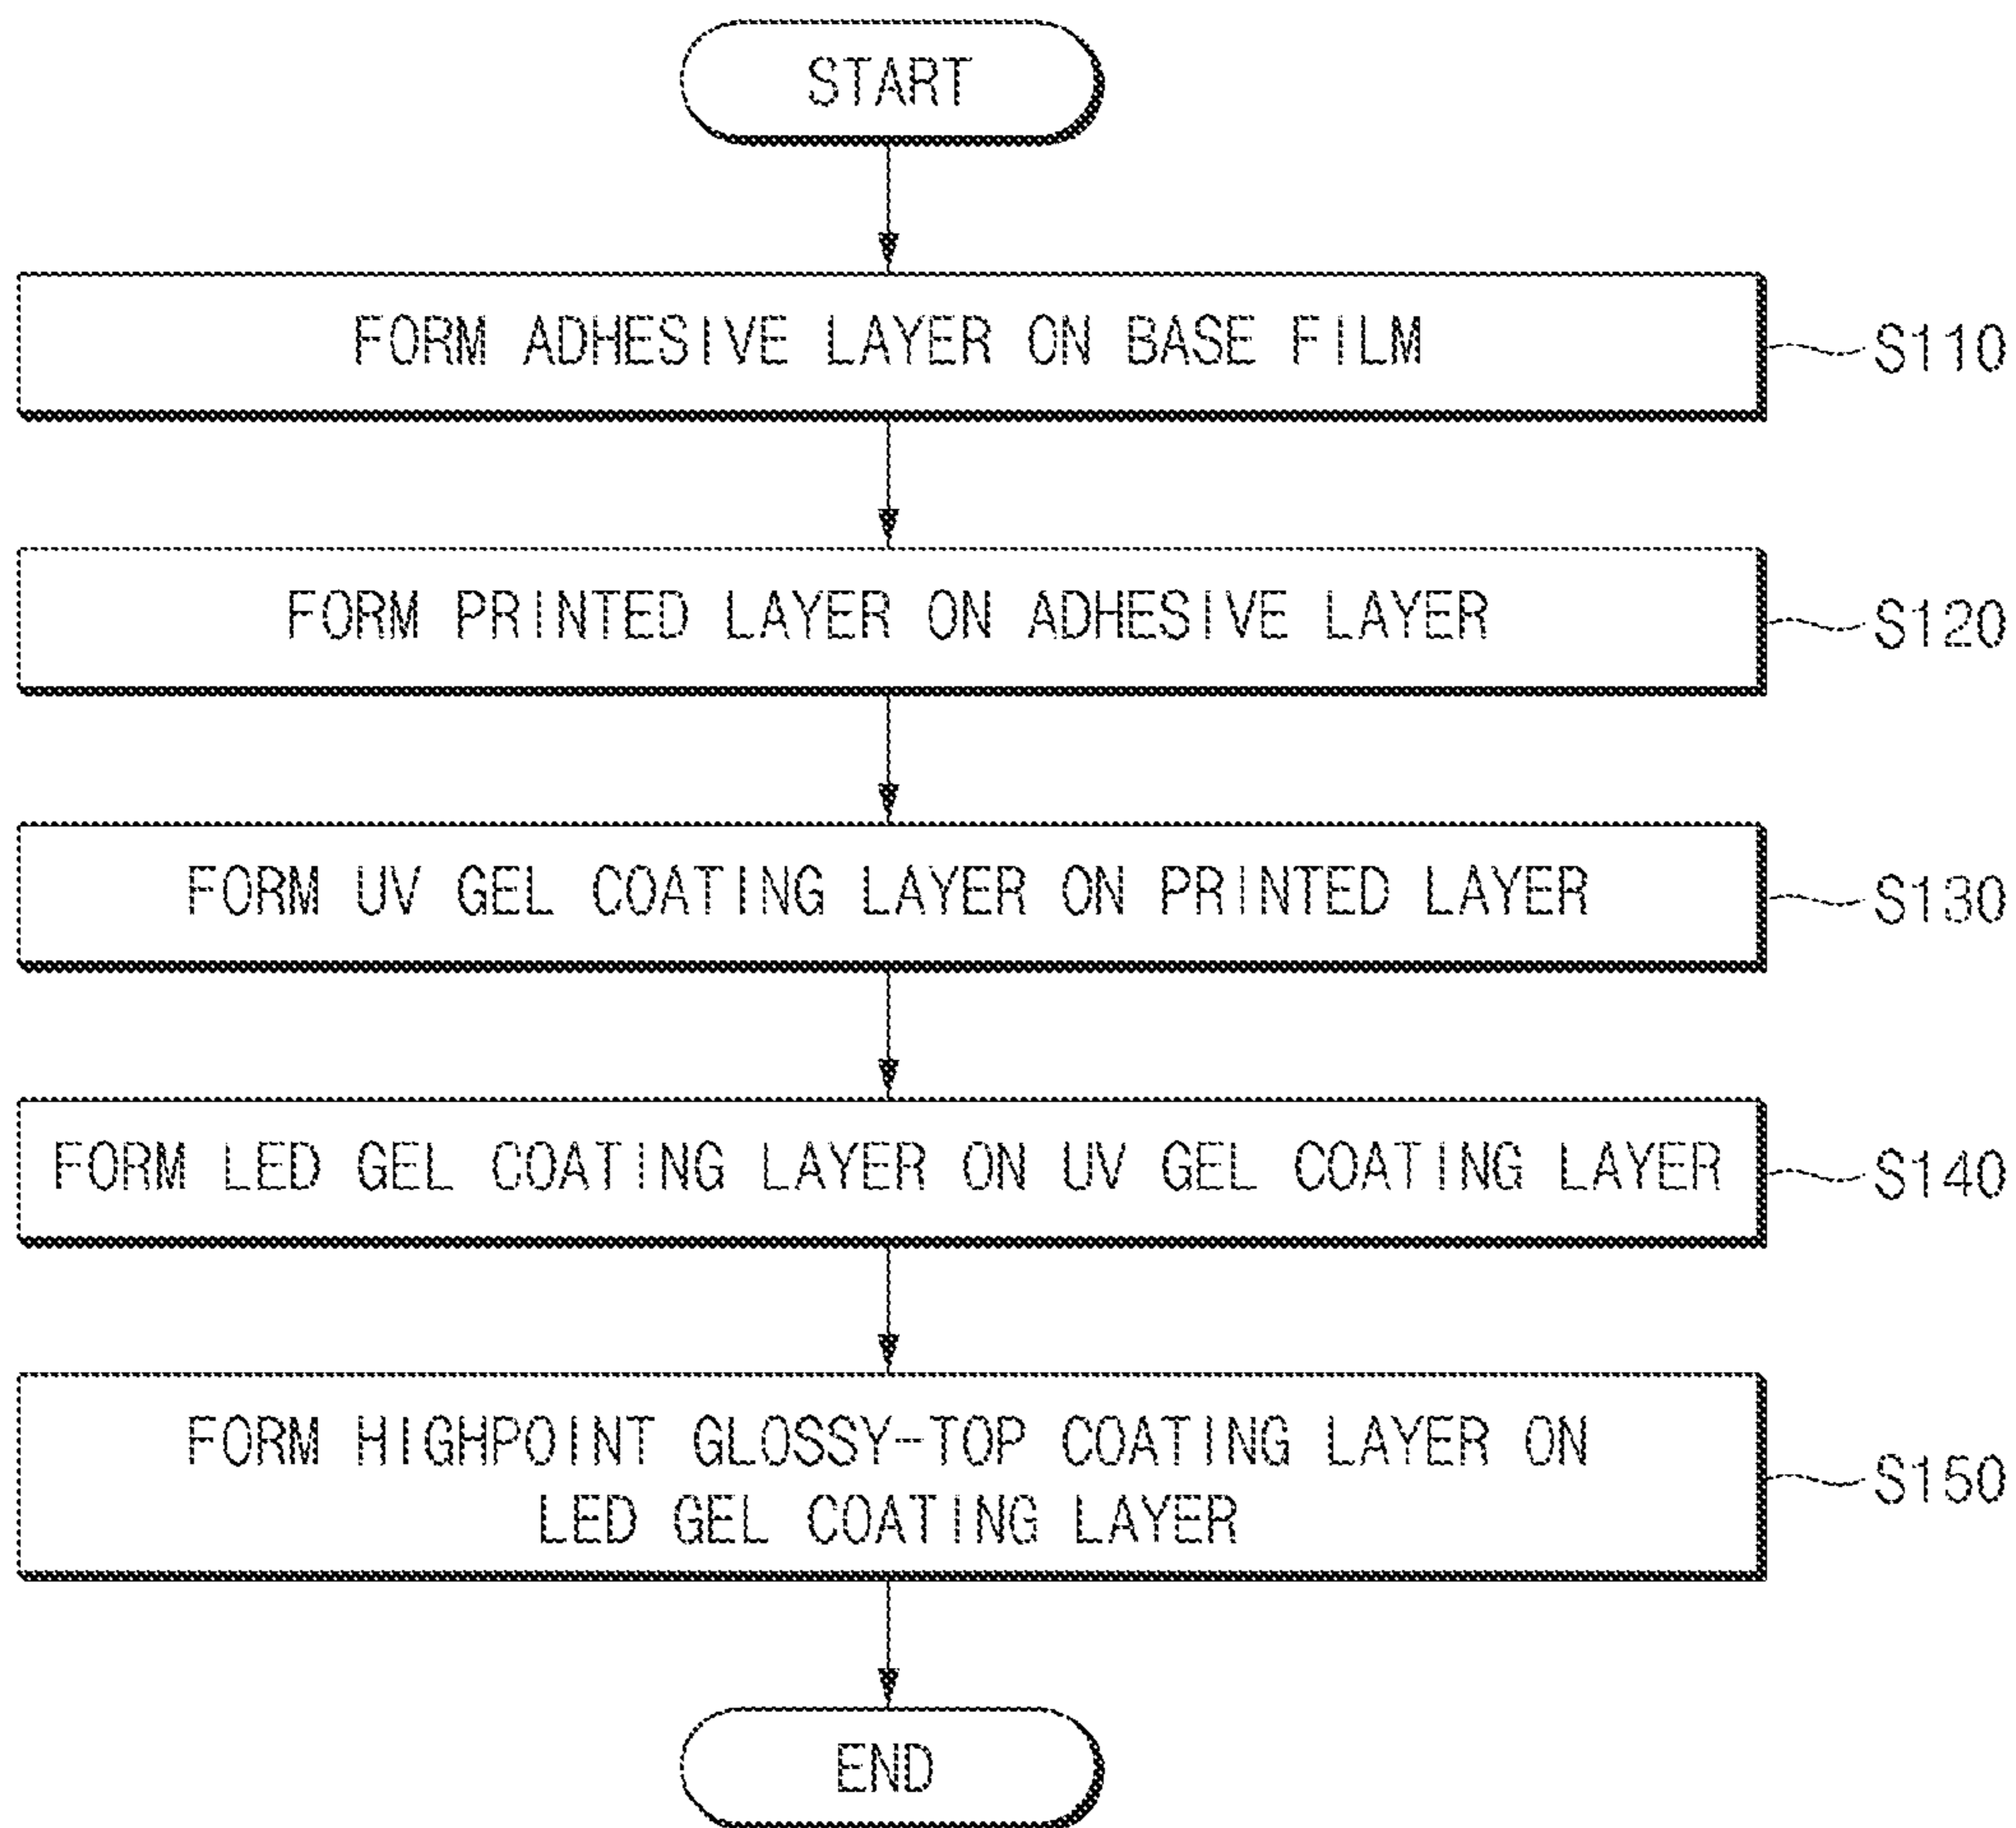 START
FORM ADHESIVE LAYER ON BASE FILM
S110
FORM PRINTED LAYER ON ADHESIVE LAYER
S120
FORM UV GEL COATING LAYER ON PRINTED LAYER
S130
FORM LED GEL COATING LAYER ON UV GEL COATING LAYER
S140
FORM HIGHPOINT GLOSSY-TOP COATING LAYER ON
LED GEL COATING LAYER
S150
END